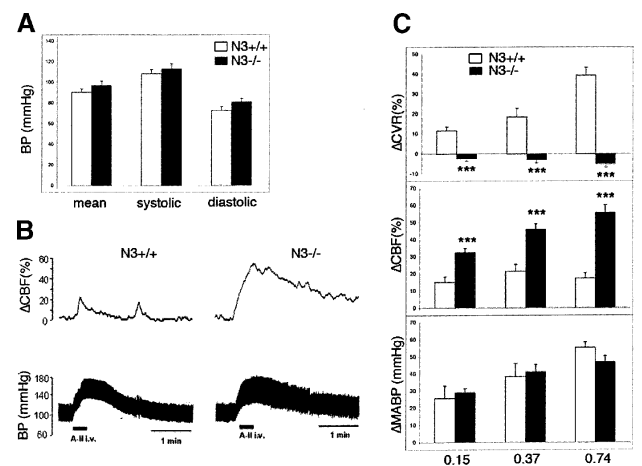 A
N3+/+
N3-/-
140
120
100
80
60
40
20
0
BP (mmHg)
mean systolic diastolic
B
N3+/+ N3-/-
ΔCBF(%)
60
40
20
0
BP (mmHg)
180
140
100
60
A-II i.v. 1 min A-II i.v. 1 min
C
N3+/+
N3-/-
ΔCVR(%)
50
40
30
20
10
0
-10
*** *** ***
ΔCBF(%)
70
60
50
40
30
20
10
0
*** *** ***
ΔMABP (mmHg)
70
60
50
40
30
20
10
0
0.15 0.37 0.74